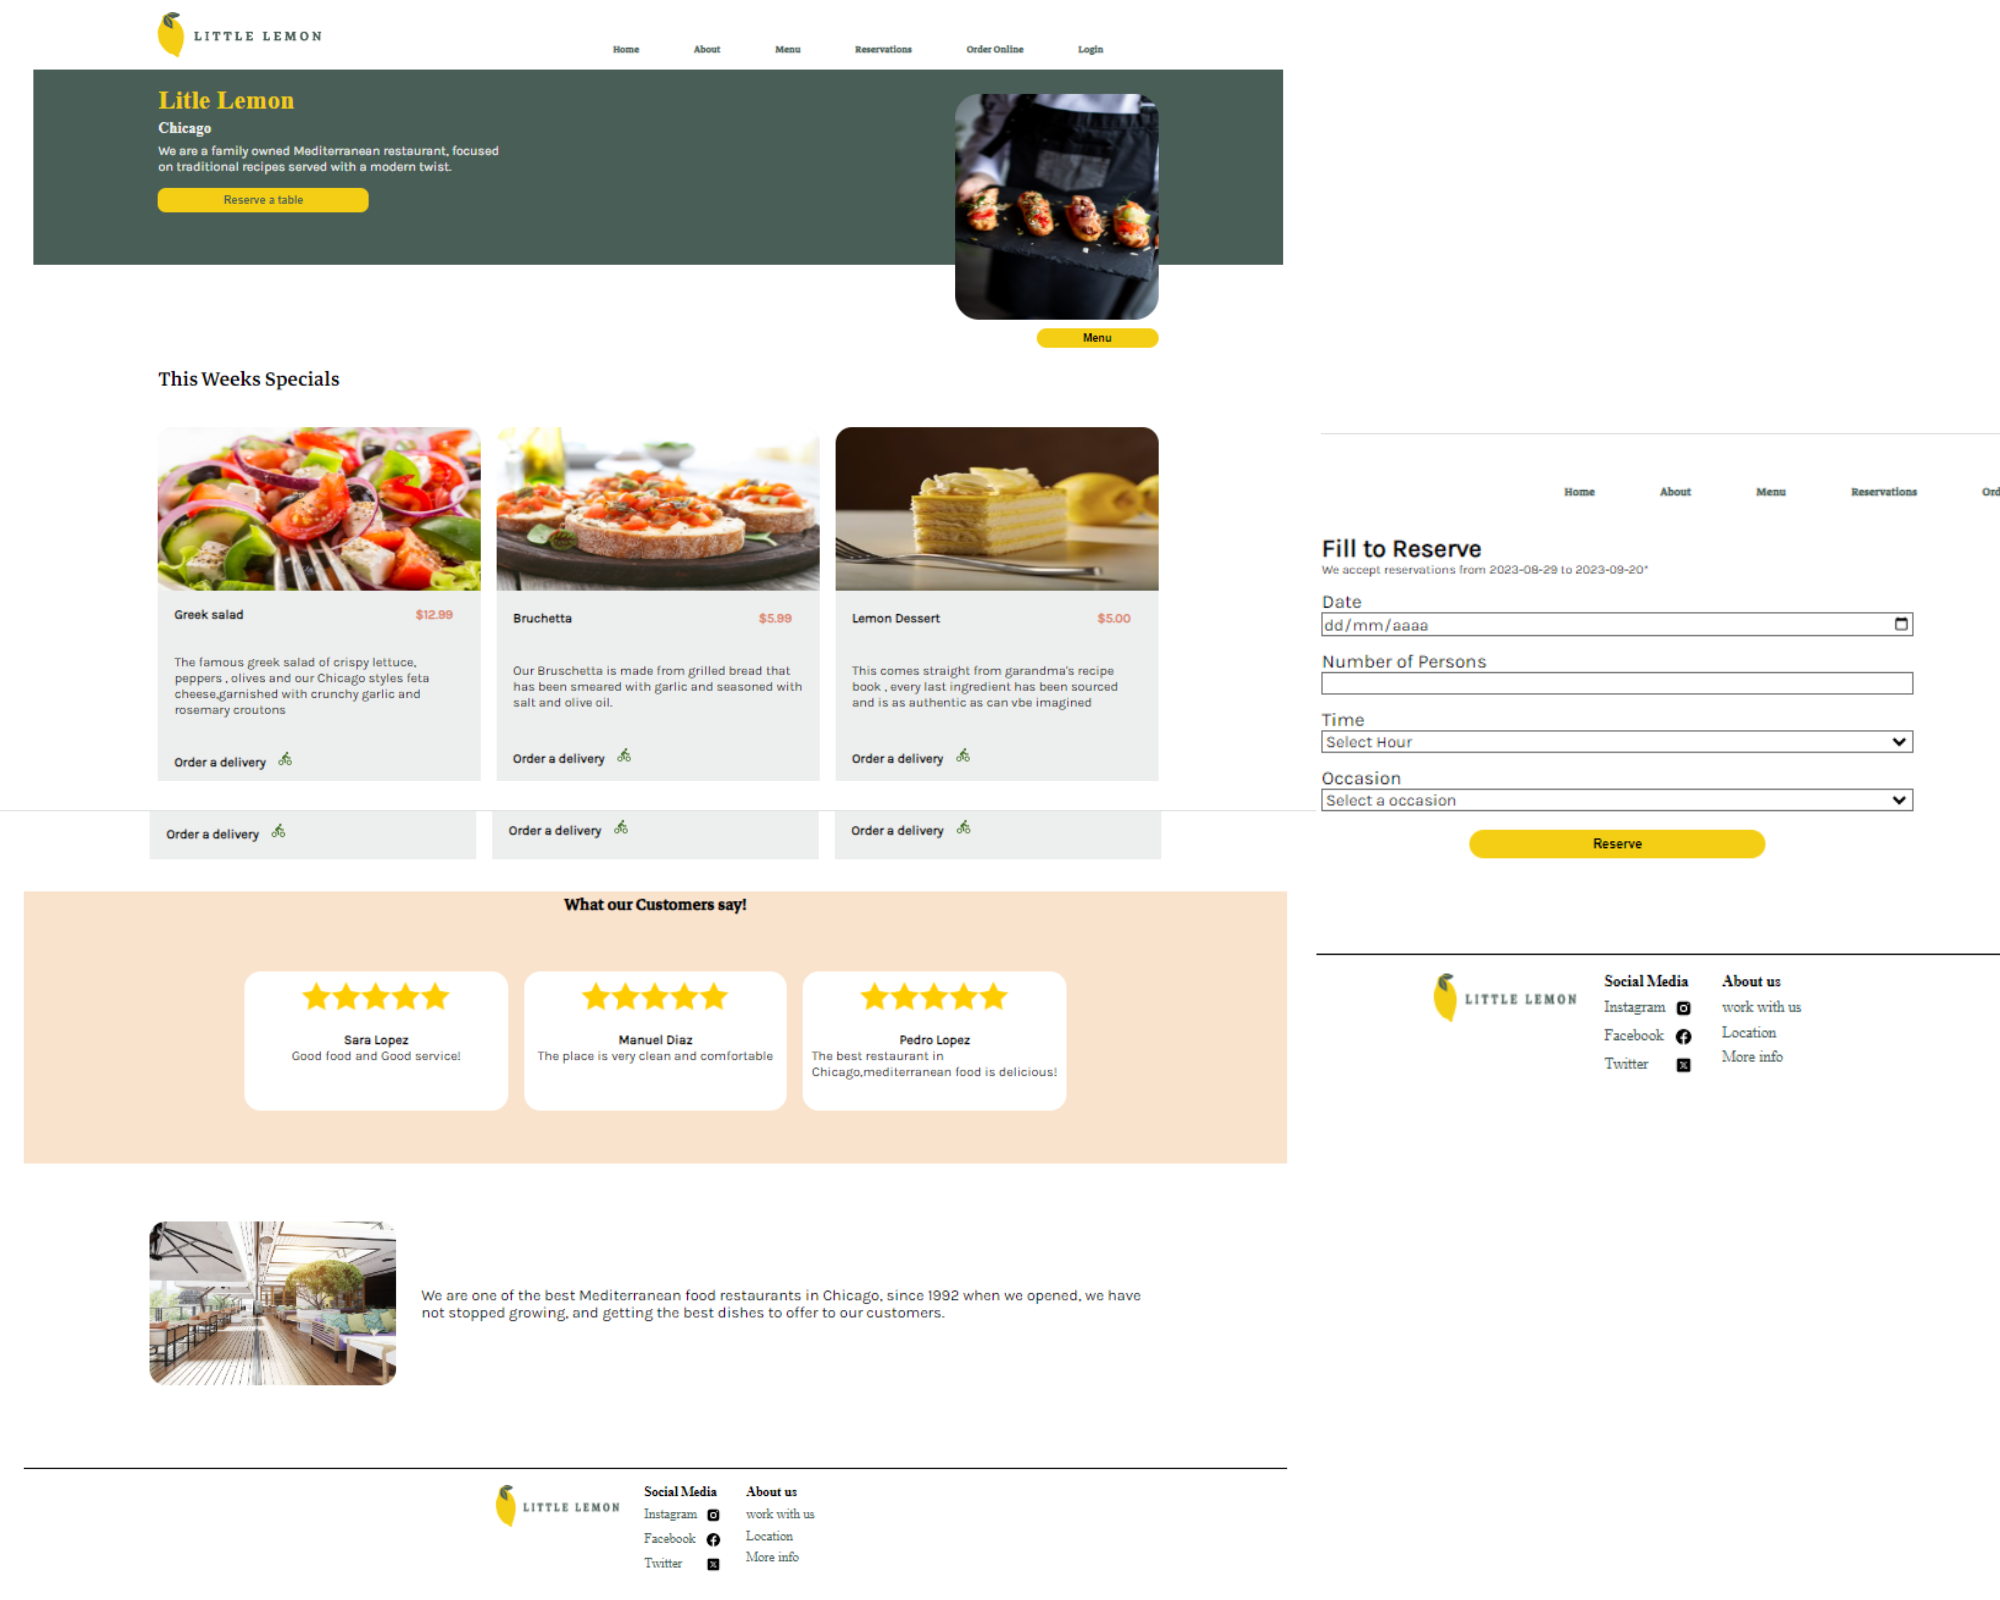 LITTLE LEMON
Home About Menu Reservations Order Online Login
Litle Lemon
Chicago
We are a family owned Mediterranean restaurant, focused
on traditional recipes served with a modern twist.
Reserve a table
Menu
This Weeks Specials
Greek salad $12.99
The famous greek salad of crispy lettuce,
peppers , olives and our Chicago styles feta
cheese,garnished with crunchy garlic and
rosemary croutons
Order a delivery
Bruchetta $5.99
Our Bruschetta is made from grilled bread that
has been smeared with garlic and seasoned with
salt and olive oil.
Order a delivery
Lemon Dessert $5.00
This comes straight from garandma's recipe
book , every last ingredient has been sourced
and is as authentic as can vbe imagined
Order a delivery
Order a delivery
Order a delivery
Order a delivery
What our Customers say!
Sara Lopez
Good food and Good service!
Manuel Diaz
The place is very clean and comfortable
Pedro Lopez
The best restaurant in
Chicago,mediterranean food is delicious!
We are one of the best Mediterranean food restaurants in Chicago, since 1992 when we opened, we have
not stopped growing, and getting the best dishes to offer to our customers.
LITTLE LEMON
Social Media
Instagram
Facebook
Twitter
About us
work with us
Location
More info
Home About Menu Reservations Ord
Fill to Reserve
We accept reservations from 2023-08-29 to 2023-09-20*
Date
dd/mm/aaaa
Number of Persons
Time
Select Hour
Occasion
Select a occasion
Reserve
LITTLE LEMON
Social Media
Instagram
Facebook
Twitter
About us
work with us
Location
More info